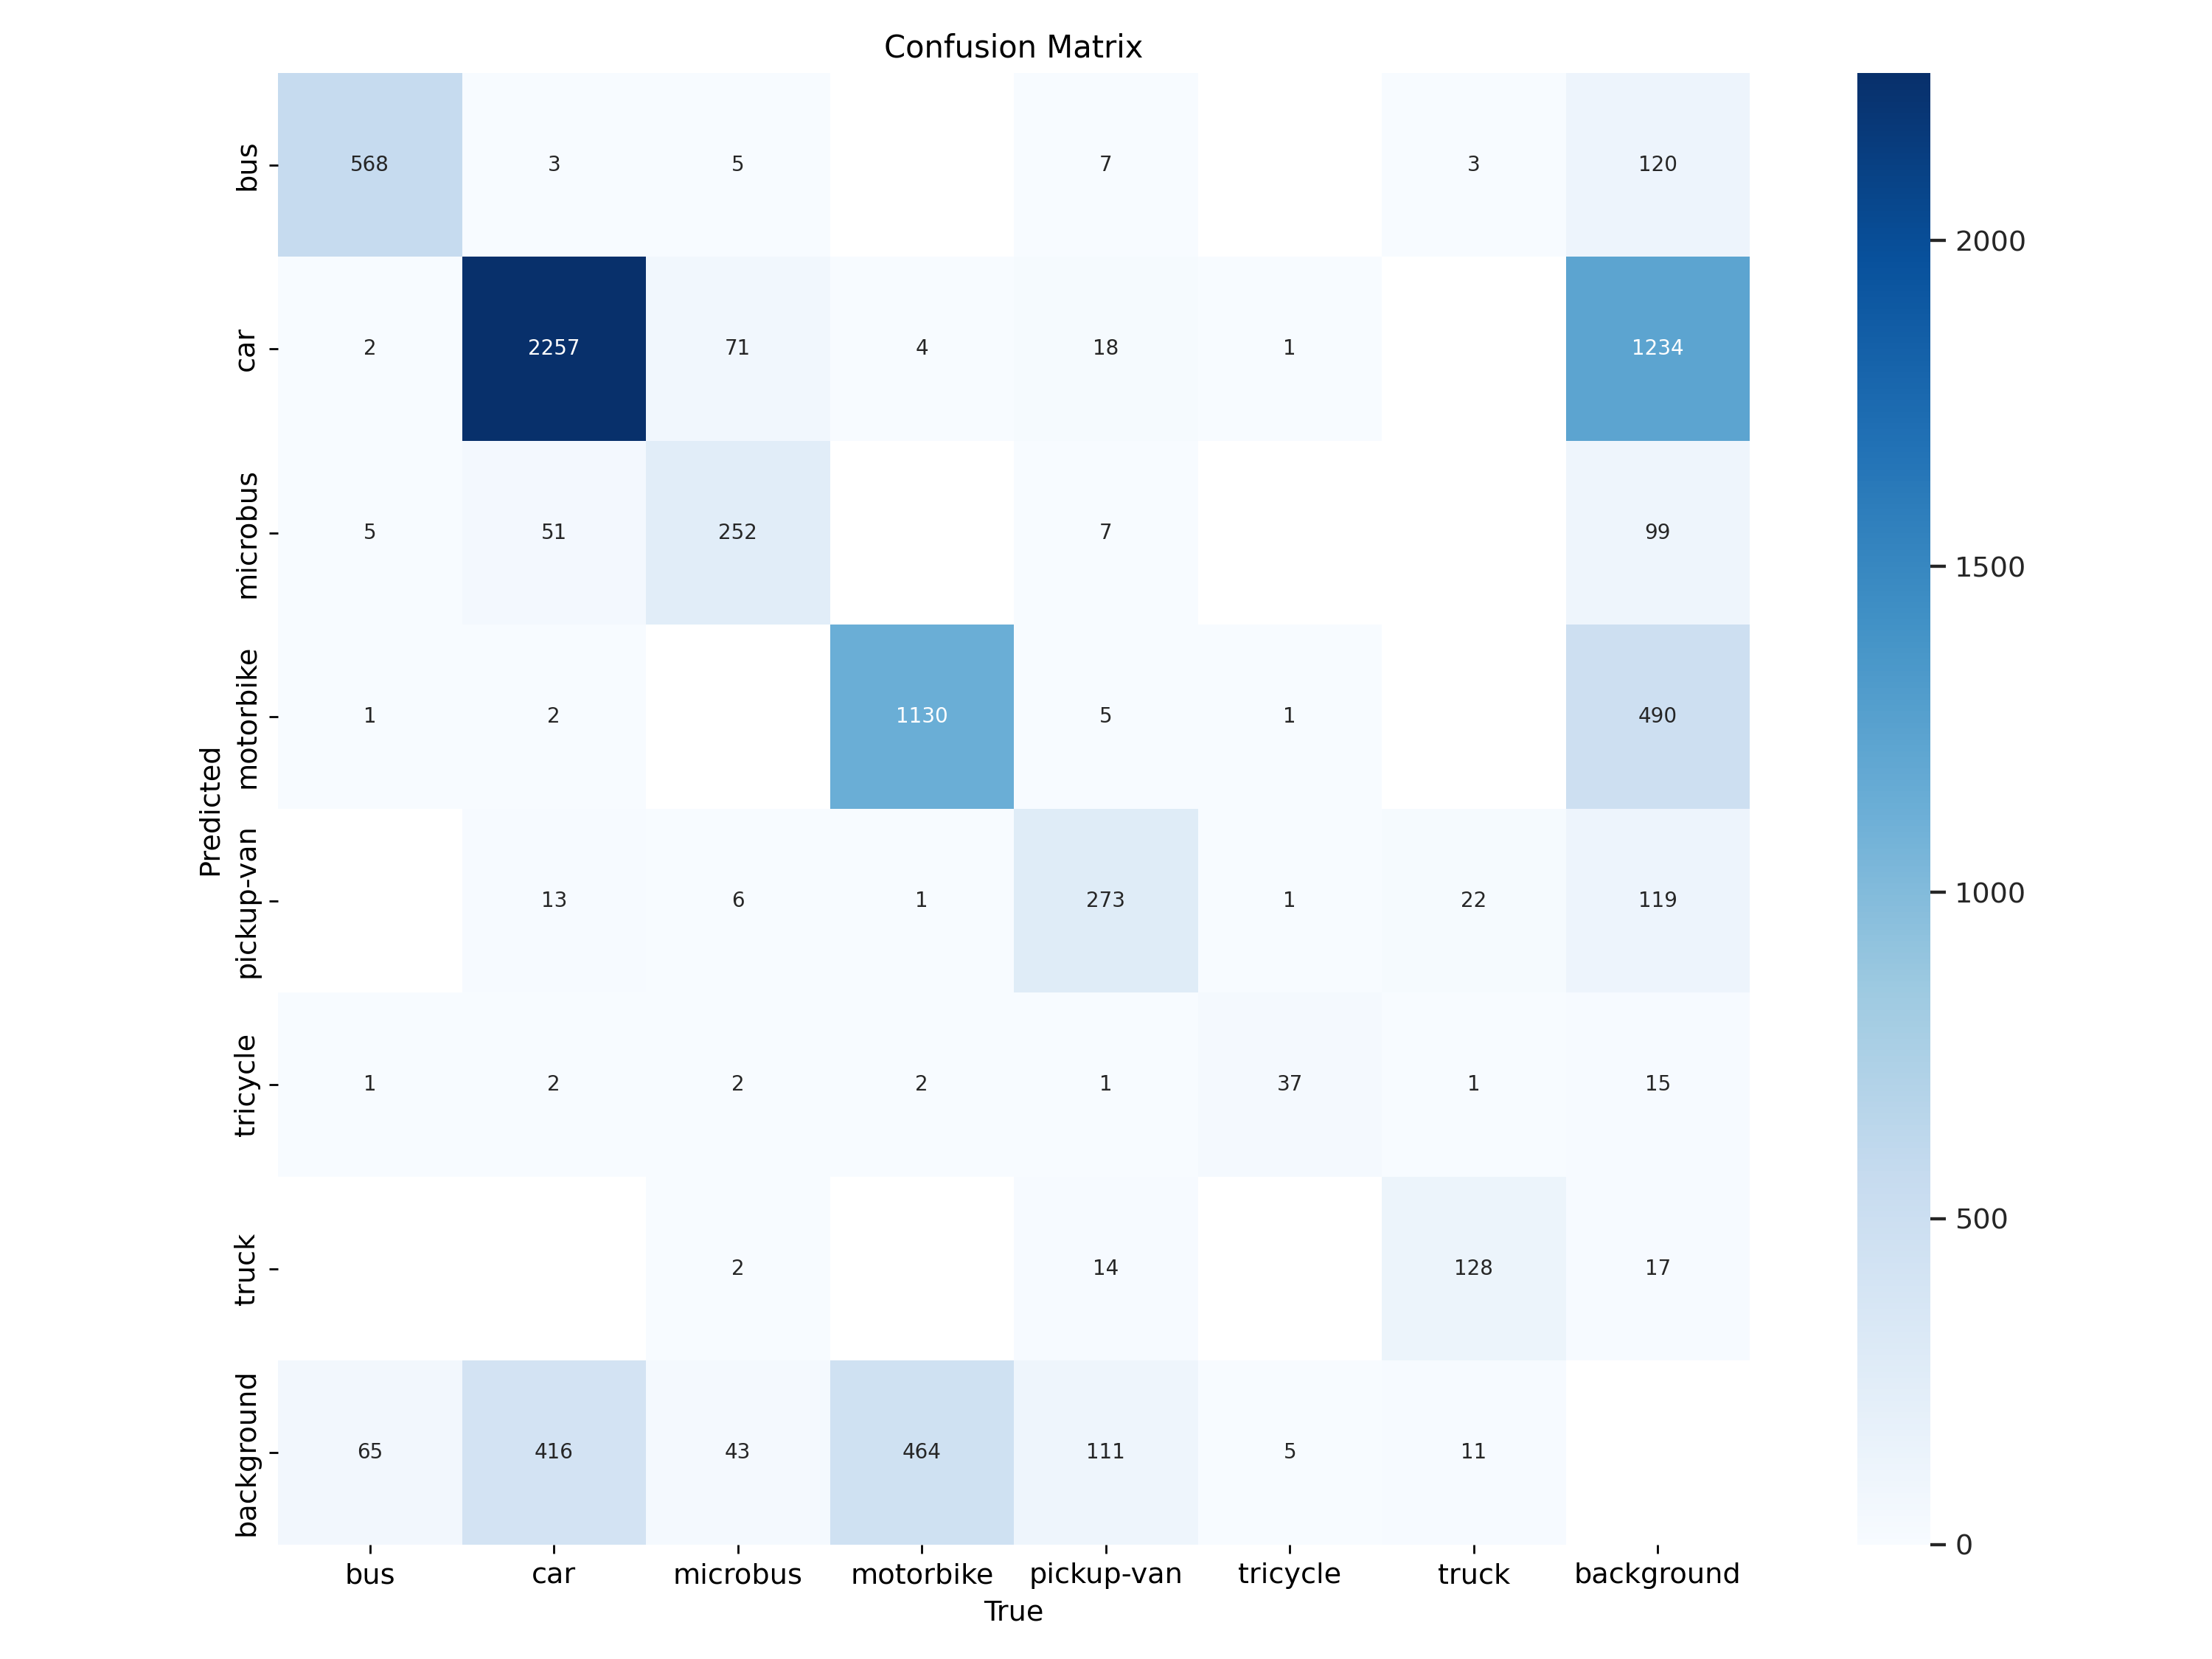 Confusion Matrix
bus 568 3 5 7 3 120
car 2 2257 71 4 18 1 1234
microbus 5 51 252 7 99
motorbike 1 2 1130 5 1 490
pickup-van 13 6 1 273 1 22 119
tricycle 1 2 2 2 1 37 1 15
truck 2 14 128 17
background 65 416 43 464 111 5 11
Predicted
bus car microbus motorbike pickup-van tricycle truck background
True
2000
1500
1000
500
0